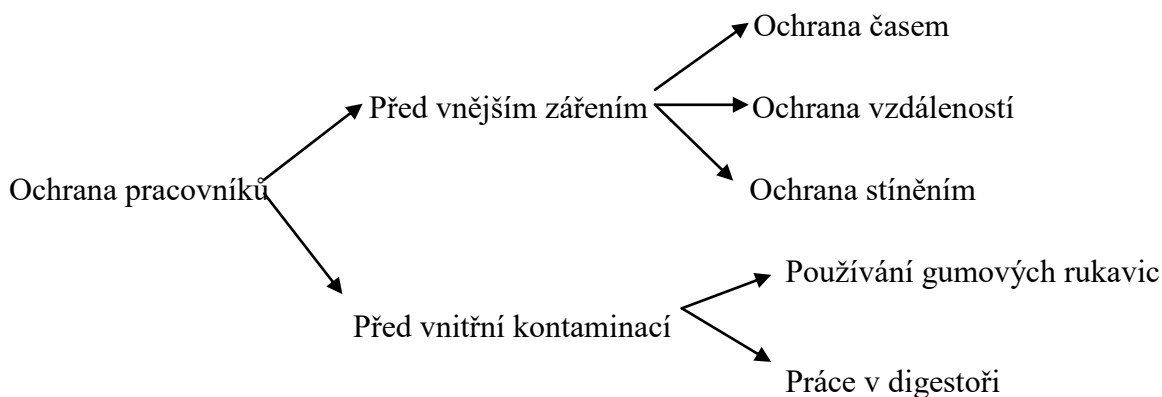 Ochrana časem
Před vnějším zářením
Ochrana vzdáleností
Ochrana pracovníků
Ochrana stíněním
Používání gumových rukavic
Před vnitřní kontaminací
Práce v digestoři